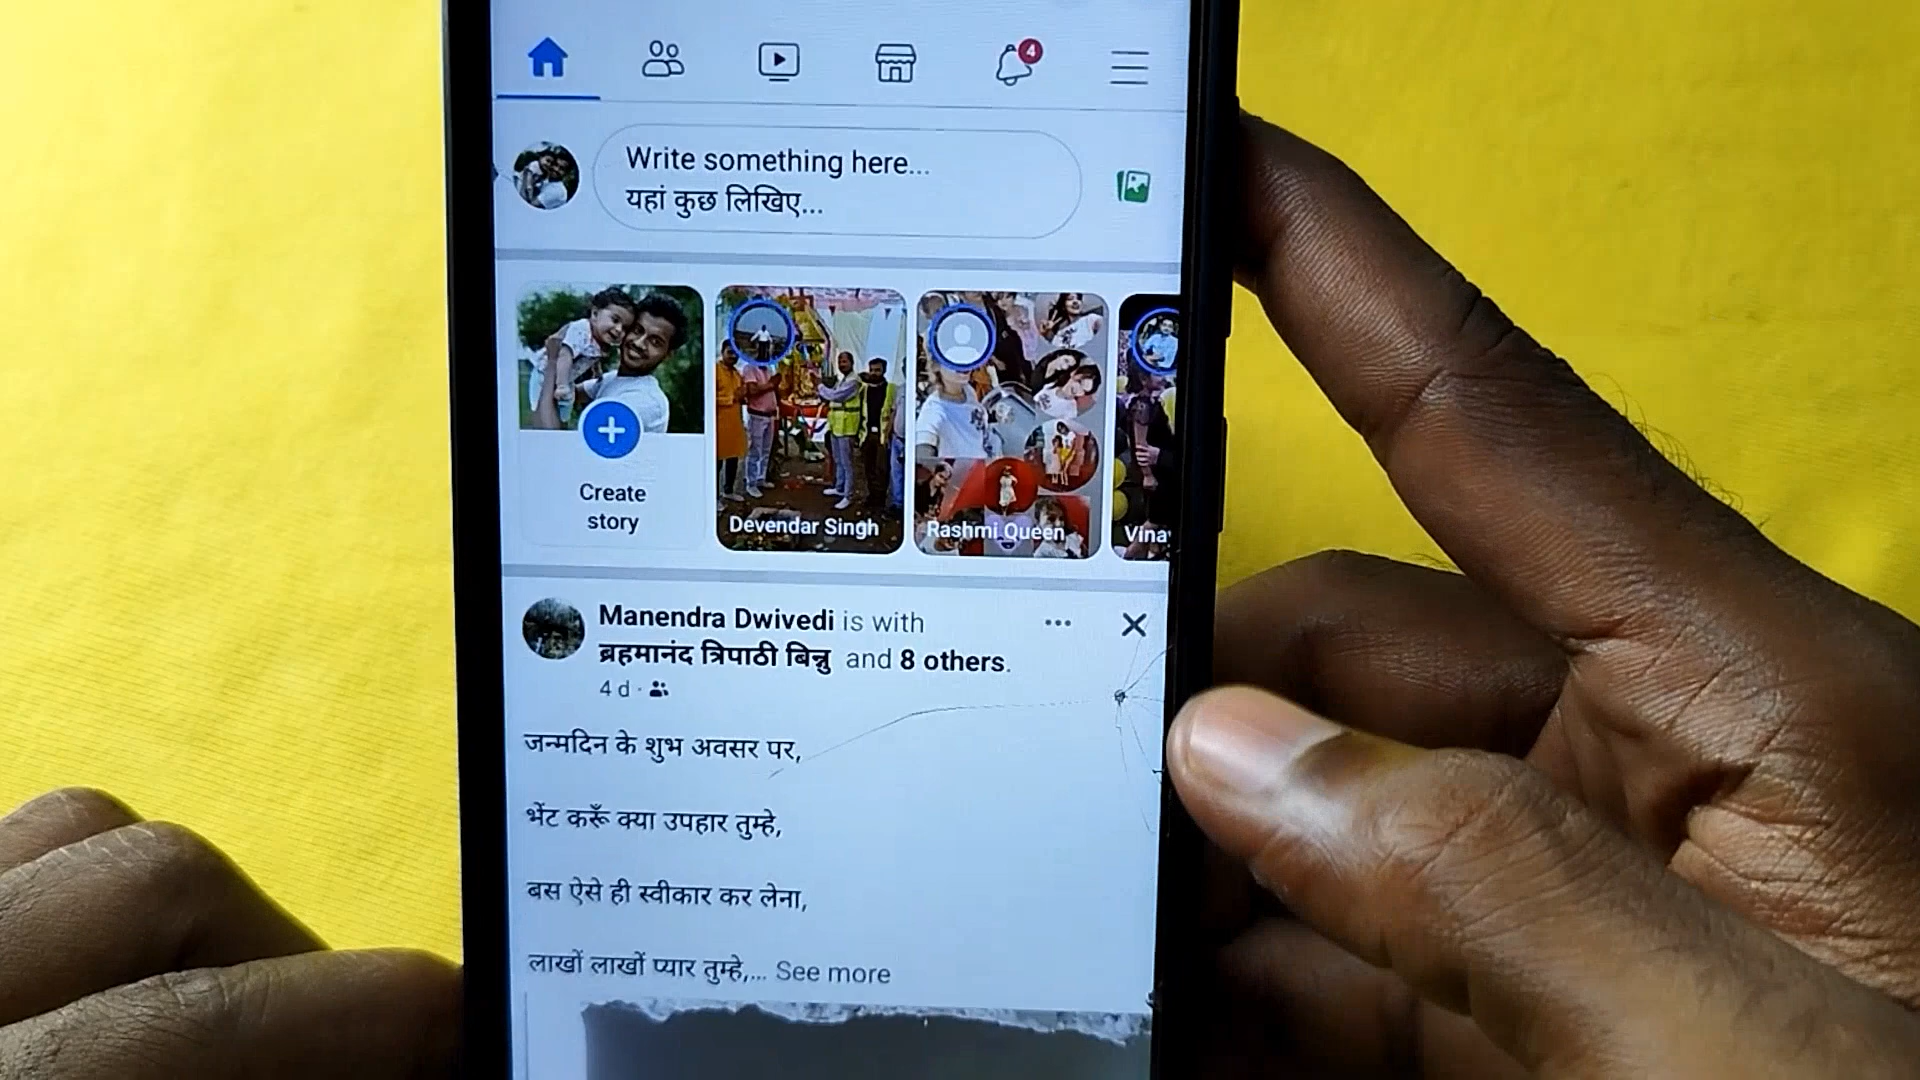 4
Write something here...
यहां कुछ लिखिए...
Create
story
Devendar Singh
Rashmi Queen
Vina
Manendra Dwivedi is with
ब्रहमानंद त्रिपाठी बिन्नु and 8 others.
4 d ·
जन्मदिन के शुभ अवसर पर,
भेंट करूँ क्या उपहार तुम्हे,
बस ऐसे ही स्वीकार कर लेना,
लाखों लाखों प्यार तुम्हे,... See more